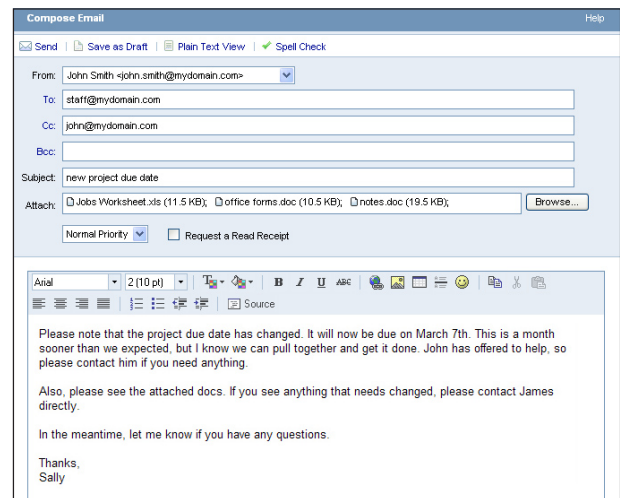 Compose Email Help
Send | Save as Draft | Plain Text View | Spell Check
From: John Smith <john.smith@mydomain.com>
To: staff@mydomain.com
Cc: john@mydomain.com
Bcc:
Subject: new project due date
Attach: Jobs Worksheet.xls (11.5 KB); office forms.doc (10.5 KB); notes.doc (19.5 KB); Browse...
Normal Priority Request a Read Receipt
Arial 2 (10 pt) T B I U ABC
Source
Please note that the project due date has changed. It will now be due on March 7th. This is a month
sooner than we expected, but I know we can pull together and get it done. John has offered to help, so
please contact him if you need anything.
Also, please see the attached docs. If you see anything that needs changed, please contact James
directly.
In the meantime, let me know if you have any questions.
Thanks,
Sally